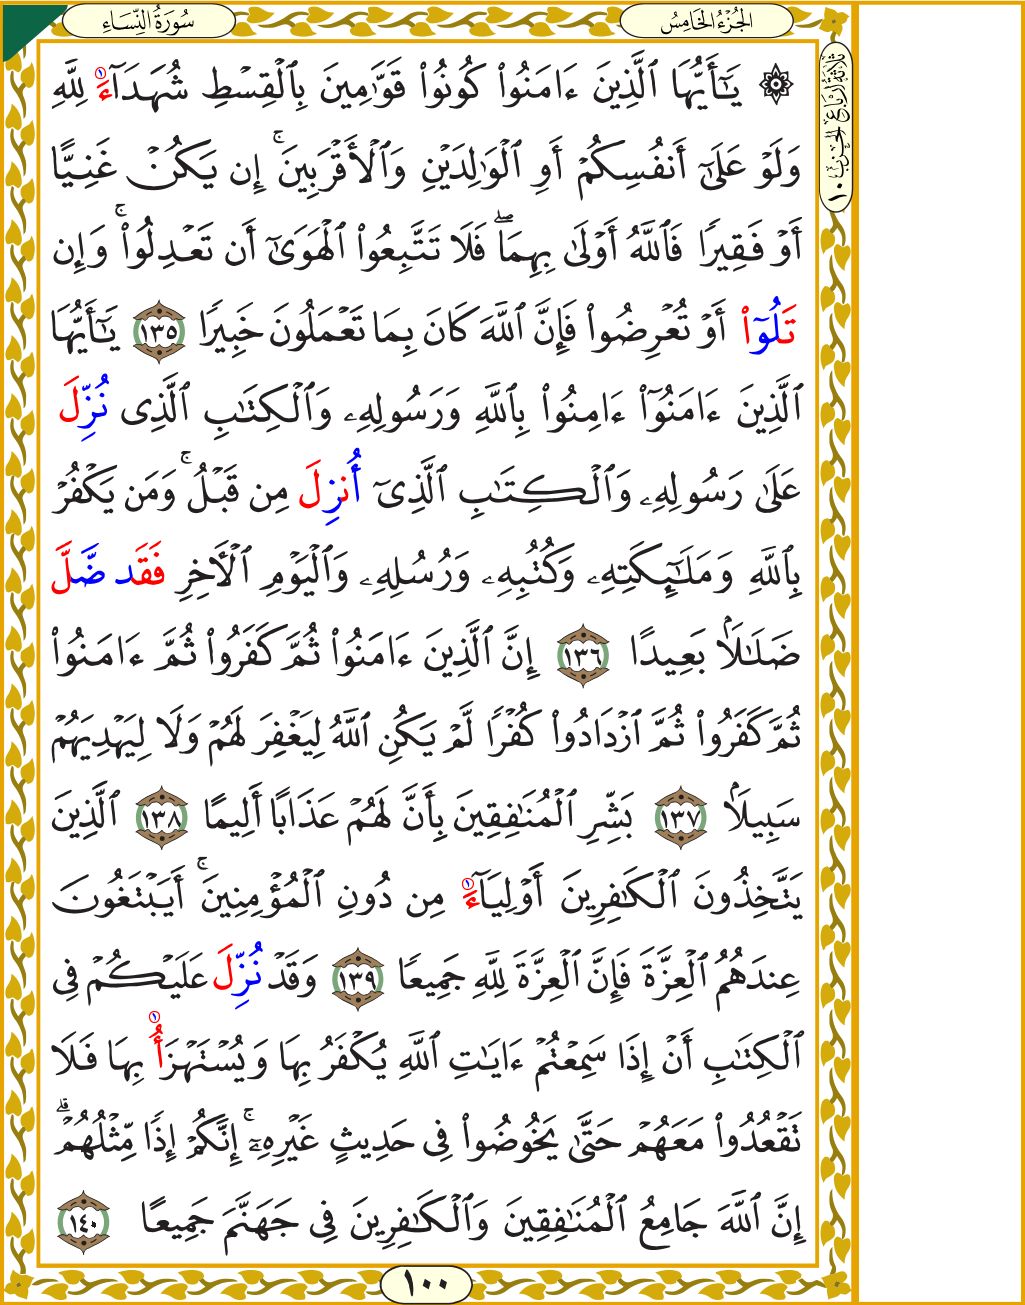 سُورَةُ النِّسَاءِ
الجُزْءُ الخَامِسُ
ثَلَاثَةُ أَرْبَاعِ الحِزْبِ ١٠
۞ يَٰٓأَيُّهَا ٱلَّذِينَ ءَامَنُوا۟ كُونُوا۟ قَوَّٰمِينَ بِٱلْقِسْطِ شُهَدَآءَ لِلَّهِ
وَلَوْ عَلَىٰٓ أَنفُسِكُمْ أَوِ ٱلْوَٰلِدَيْنِ وَٱلْأَقْرَبِينَ ۚ إِن يَكُنْ غَنِيًّا
أَوْ فَقِيرًا فَٱللَّهُ أَوْلَىٰ بِهِمَا ۖ فَلَا تَتَّبِعُوا۟ ٱلْهَوَىٰٓ أَن تَعْدِلُوا۟ ۚ وَإِن
تَلُوٓا۟ أَوْ تُعْرِضُوا۟ فَإِنَّ ٱللَّهَ كَانَ بِمَا تَعْمَلُونَ خَبِيرًا ١٣٥ يَٰٓأَيُّهَا
ٱلَّذِينَ ءَامَنُوٓا۟ ءَامِنُوا۟ بِٱللَّهِ وَرَسُولِهِۦ وَٱلْكِتَٰبِ ٱلَّذِى نُزِّلَ
عَلَىٰ رَسُولِهِۦ وَٱلْكِتَٰبِ ٱلَّذِىٓ أُنزِلَ مِن قَبْلُ ۚ وَمَن يَكْفُرْ
بِٱللَّهِ وَمَلَٰٓئِكَتِهِۦ وَكُتُبِهِۦ وَرُسُلِهِۦ وَٱلْيَوْمِ ٱلْأَخِرِ فَقَد ضَّلَّ
ضَلَٰلًا بَعِيدًا ١٣٦ إِنَّ ٱلَّذِينَ ءَامَنُوا۟ ثُمَّ كَفَرُوا۟ ثُمَّ ءَامَنُوا۟
ثُمَّ كَفَرُوا۟ ثُمَّ ٱزْدَادُوا۟ كُفْرًا لَّمْ يَكُنِ ٱللَّهُ لِيَغْفِرَ لَهُمْ وَلَا لِيَهْدِيَهُمْ
سَبِيلًا ١٣٧ بَشِّرِ ٱلْمُنَٰفِقِينَ بِأَنَّ لَهُمْ عَذَابًا أَلِيمًا ١٣٨ ٱلَّذِينَ
يَتَّخِذُونَ ٱلْكَٰفِرِينَ أَوْلِيَآءَ مِن دُونِ ٱلْمُؤْمِنِينَ ۚ أَيَبْتَغُونَ
عِندَهُمُ ٱلْعِزَّةَ فَإِنَّ ٱلْعِزَّةَ لِلَّهِ جَمِيعًا ١٣٩ وَقَدْ نُزِّلَ عَلَيْكُمْ فِى
ٱلْكِتَٰبِ أَنْ إِذَا سَمِعْتُمْ ءَايَٰتِ ٱللَّهِ يُكْفَرُ بِهَا وَيُسْتَهْزَأُ بِهَا فَلَا
تَقْعُدُوا۟ مَعَهُمْ حَتَّىٰ يَخُوضُوا۟ فِى حَدِيثٍ غَيْرِهِۦٓ ۚ إِنَّكُمْ إِذًا مِّثْلُهُمْ ۗ
إِنَّ ٱللَّهَ جَامِعُ ٱلْمُنَٰفِقِينَ وَٱلْكَٰفِرِينَ فِى جَهَنَّمَ جَمِيعًا ١٤٠
١٠٠